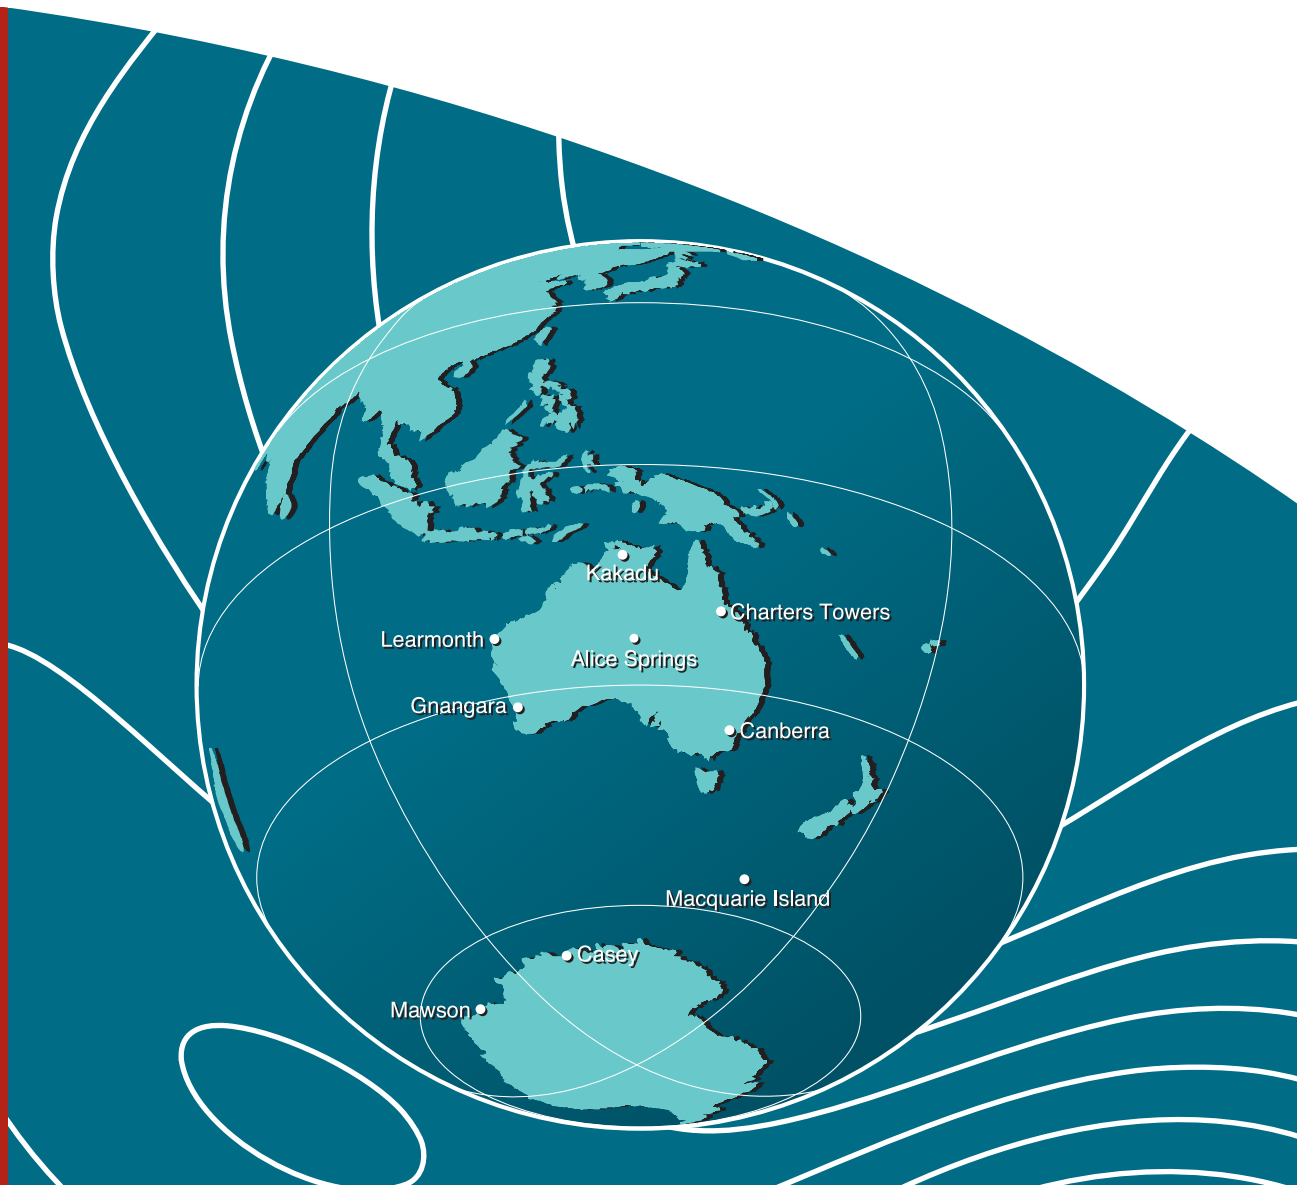 Kakadu
Charters Towers
Learmonth
Alice Springs
Gnangara
Canberra
Macquarie Island
Casey
Mawson